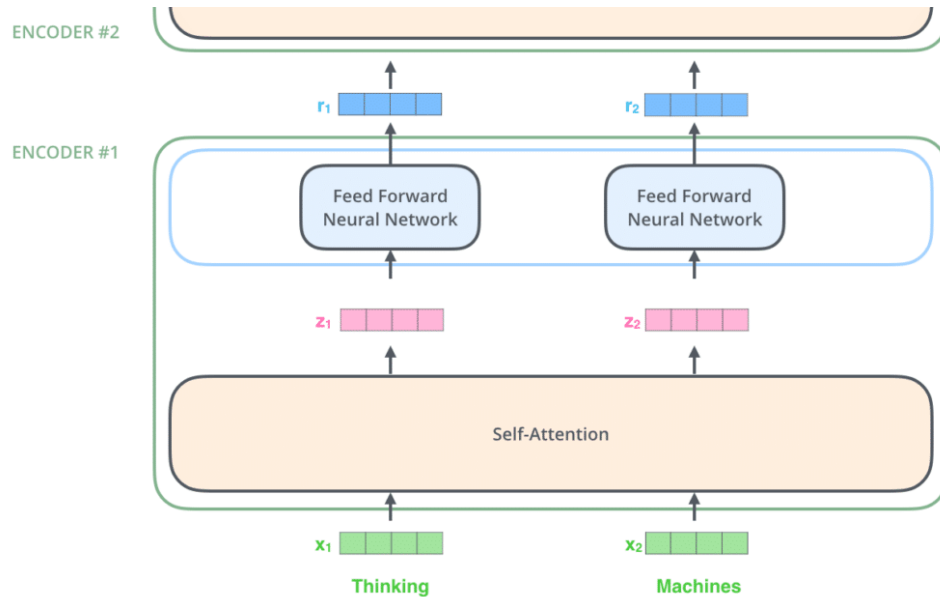 ENCODER #2
r₁ r₂
ENCODER #1
Feed Forward Neural Network
Feed Forward Neural Network
z₁ z₂
Self-Attention
x₁ x₂
Thinking Machines